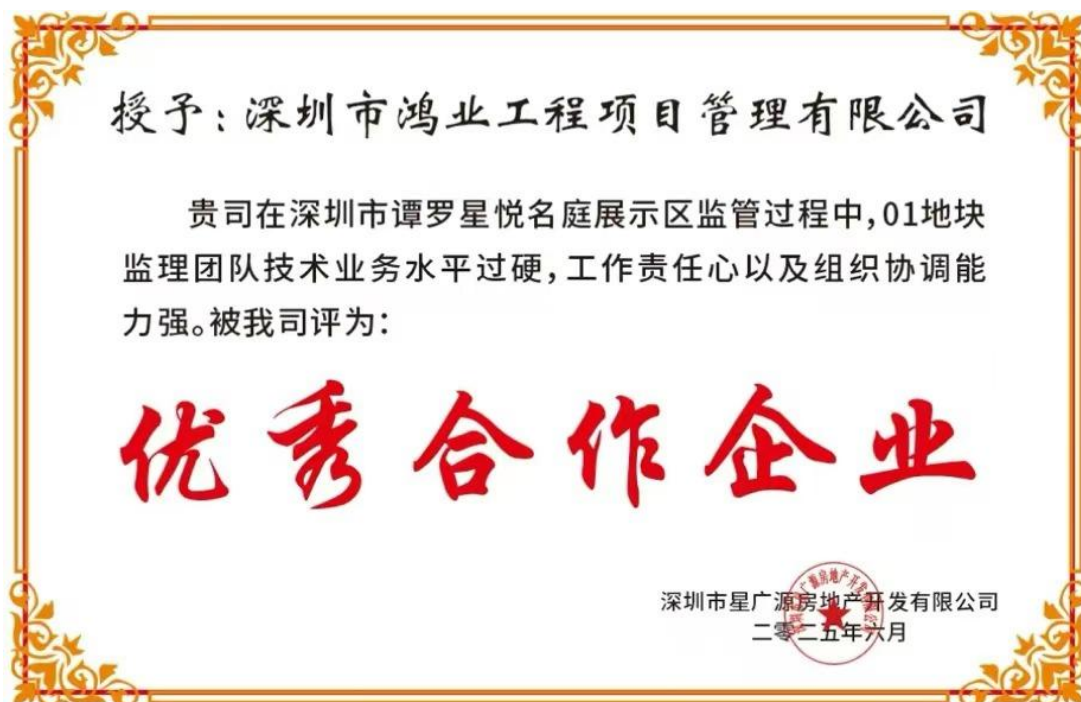 授予：深圳市鸿业工程项目管理有限公司
贵司在深圳市谭罗星悦名庭展示区监管过程中，01地块
监理团队技术业务水平过硬，工作责任心以及组织协调能
力强。被我司评为：
优秀合作企业
深圳市星广源房地产开发有限公司
二零二五年六月